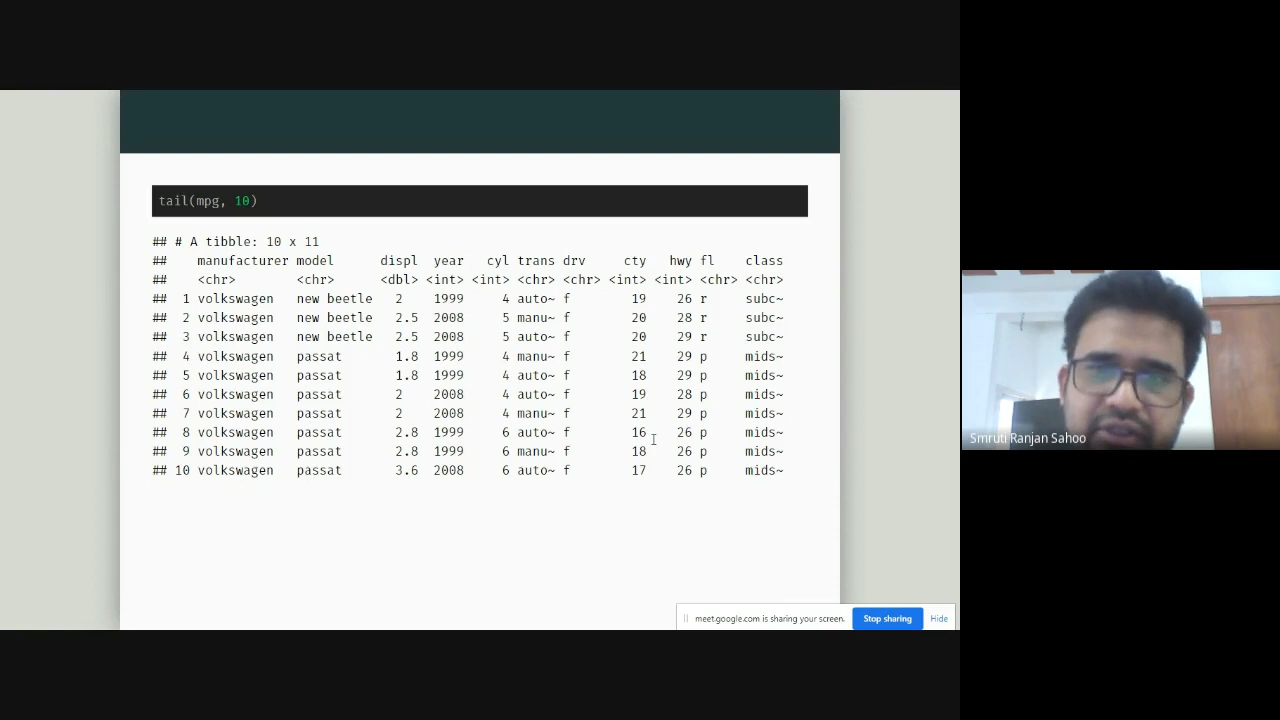 tail(mpg, 10)
## # A tibble: 10 x 11
##    manufacturer model      displ  year   cyl trans drv     cty   hwy fl    class
##    <chr>        <chr>      <dbl> <int> <int> <chr> <chr> <int> <int> <chr> <chr>
##  1 volkswagen   new beetle   2    1999     4 auto~ f        19    26 r     subc~
##  2 volkswagen   new beetle   2.5  2008     5 manu~ f        20    28 r     subc~
##  3 volkswagen   new beetle   2.5  2008     5 auto~ f        20    29 r     subc~
##  4 volkswagen   passat       1.8  1999     4 manu~ f        21    29 p     mids~
##  5 volkswagen   passat       1.8  1999     4 auto~ f        18    29 p     mids~
##  6 volkswagen   passat       2    2008     4 auto~ f        19    28 p     mids~
##  7 volkswagen   passat       2    2008     4 manu~ f        21    29 p     mids~
##  8 volkswagen   passat       2.8  1999     6 auto~ f        16    26 p     mids~
##  9 volkswagen   passat       2.8  1999     6 manu~ f        18    26 p     mids~
## 10 volkswagen   passat       3.6  2008     6 auto~ f        17    26 p     mids~
Smruti Ranjan Sahoo
meet.google.com is sharing your screen. Stop sharing Hide